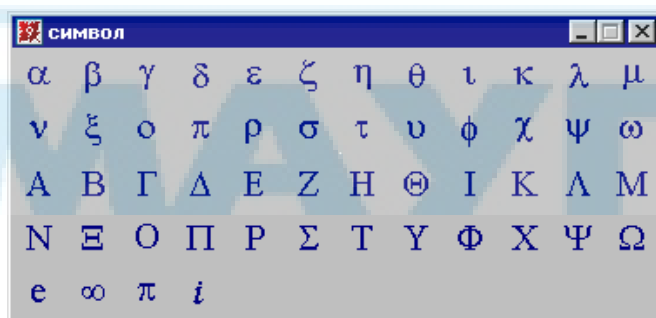 символ
α β γ δ ε ζ η θ ι κ λ μ
ν ξ ο π ρ σ τ υ φ χ ψ ω
Α Β Γ Δ Ε Ζ Η Θ Ι Κ Λ Μ
Ν Ξ Ο Π Ρ Σ Τ Υ Φ Χ Ψ Ω
e ∞ π i